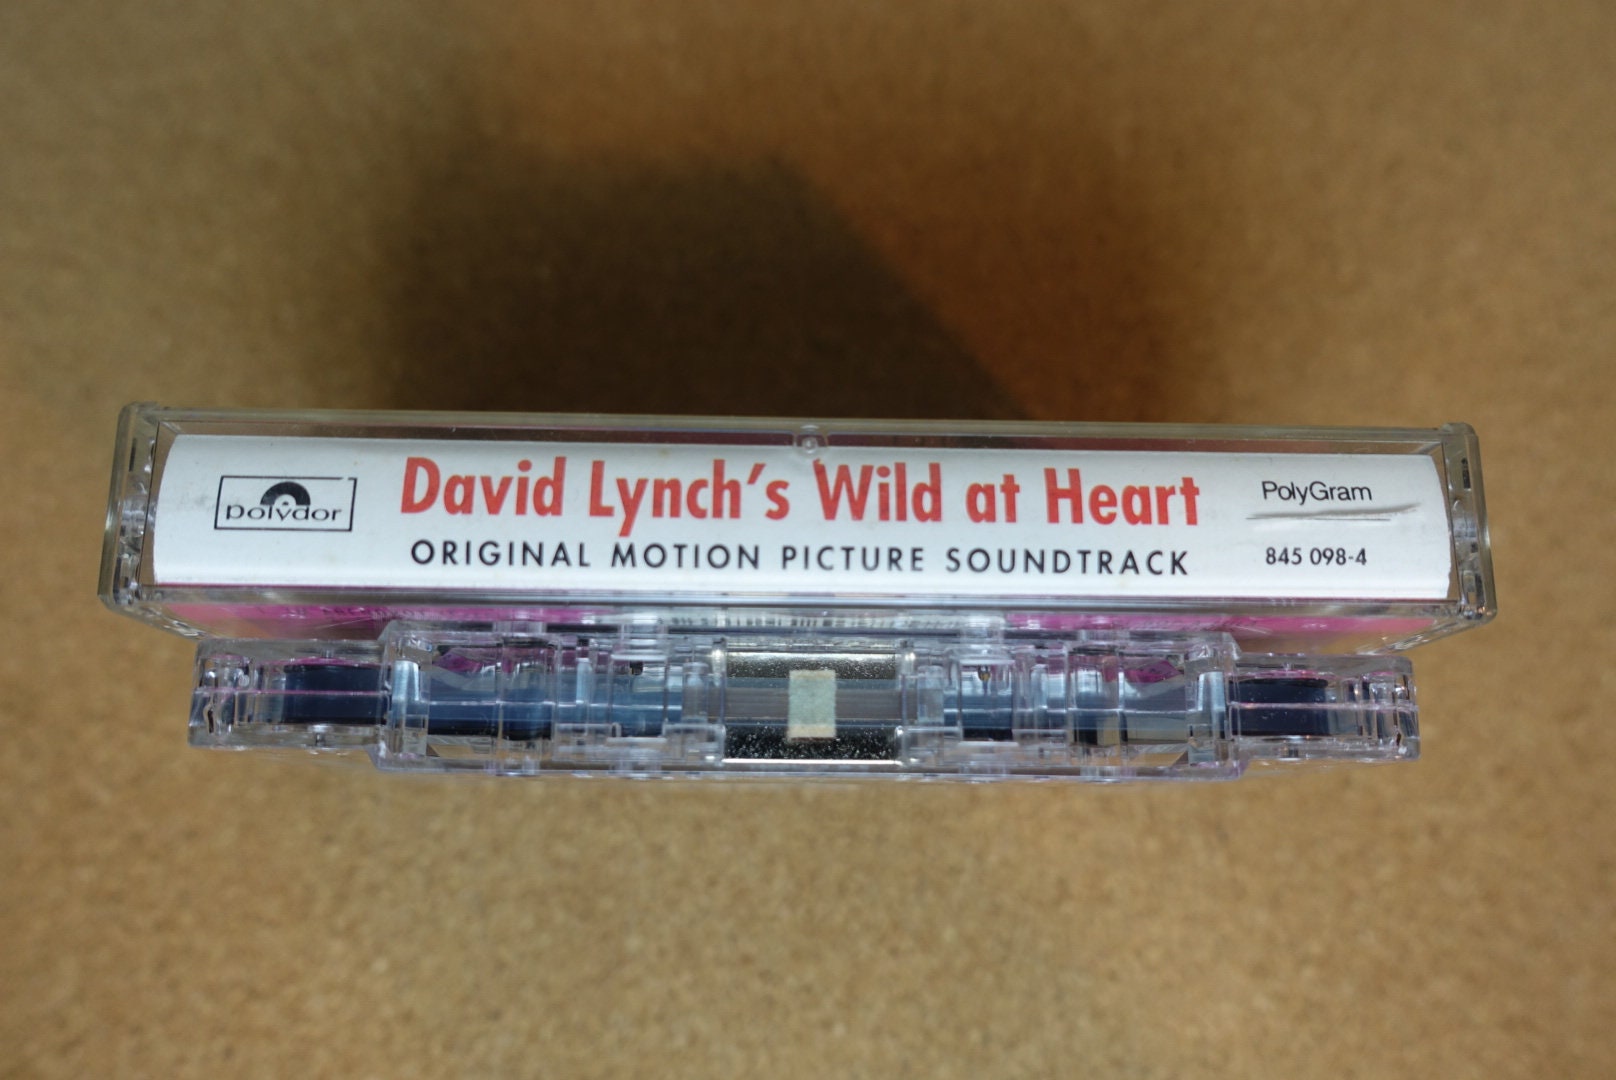 polydor
David Lynch's Wild at Heart
ORIGINAL MOTION PICTURE SOUNDTRACK
PolyGram
845 098-4